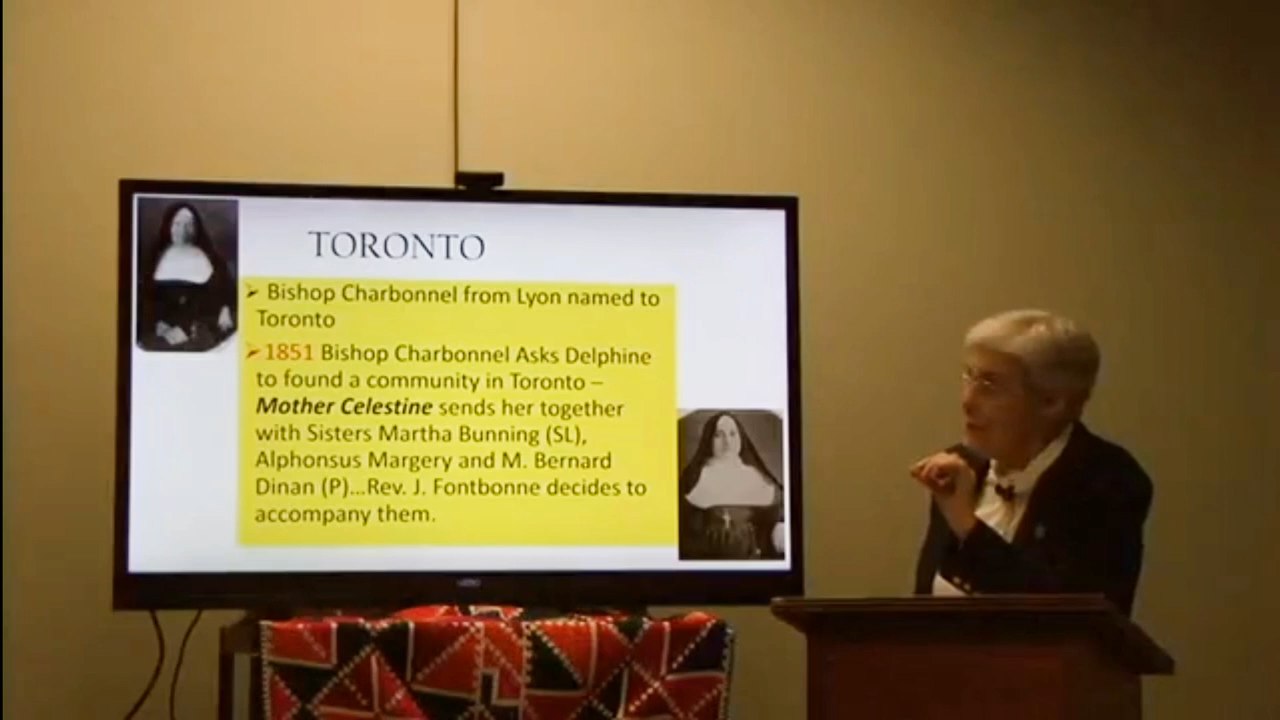 TORONTO
➢ Bishop Charbonnel from Lyon named to
Toronto
➢1851 Bishop Charbonnel Asks Delphine
to found a community in Toronto –
Mother Celestine sends her together
with Sisters Martha Bunning (SL),
Alphonsus Margery and M. Bernard
Dinan (P)...Rev. J. Fontbonne decides to
accompany them.